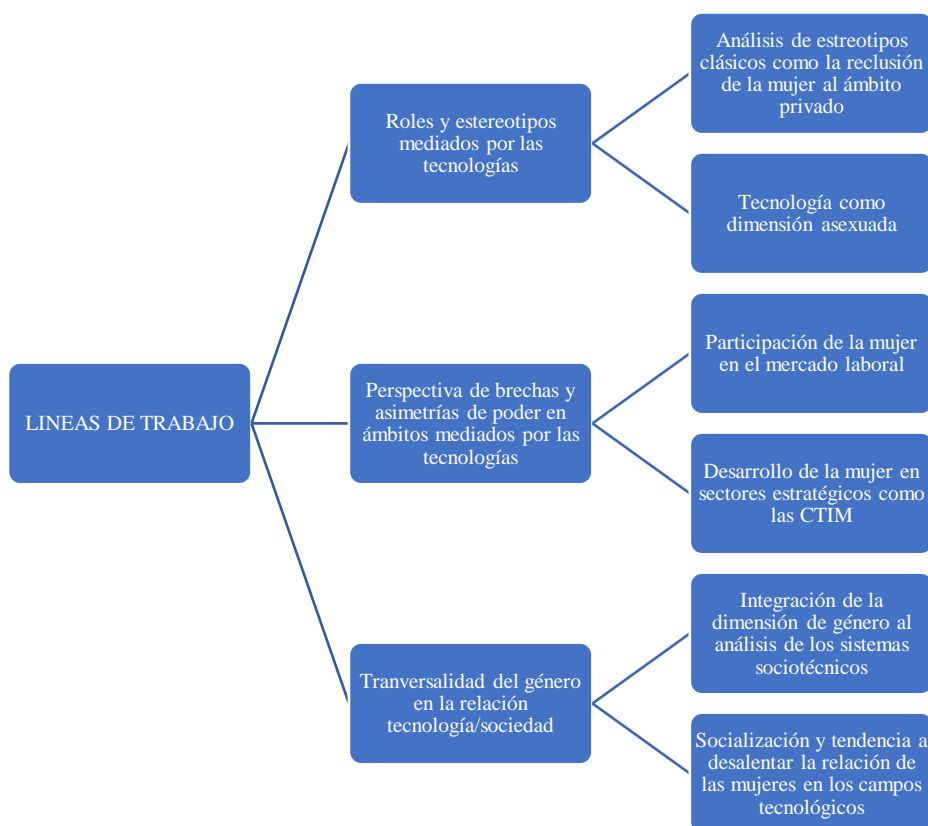 LINEAS DE TRABAJO
Roles y estereotipos
mediados por las
tecnologías
Análisis de estreotipos
clásicos como la reclusión
de la mujer al ámbito
privado
Tecnología como
dimensión asexuada
Perspectiva de brechas y
asimetrías de poder en
ámbitos mediados por las
tecnologías
Participación de la mujer
en el mercado laboral
Desarrollo de la mujer en
sectores estratégicos como
las CTIM
Tranversalidad del género
en la relación
tecnología/sociedad
Integración de la
dimensión de género al
análisis de los sistemas
sociotécnicos
Socialización y tendencia a
desalentar la relación de
las mujeres en los campos
tecnológicos